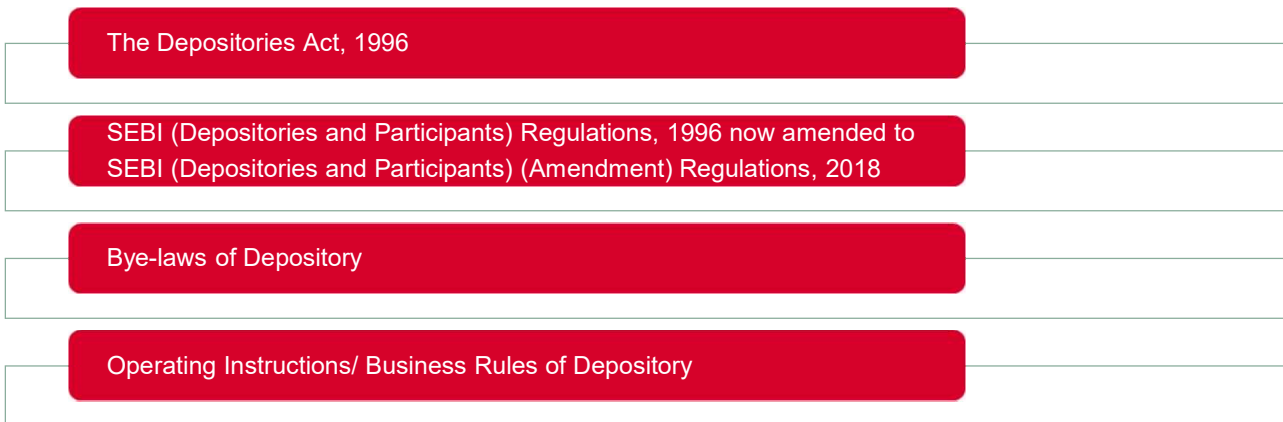 The Depositories Act, 1996
SEBI (Depositories and Participants) Regulations, 1996 now amended to
SEBI (Depositories and Participants) (Amendment) Regulations, 2018
Bye-laws of Depository
Operating Instructions/ Business Rules of Depository